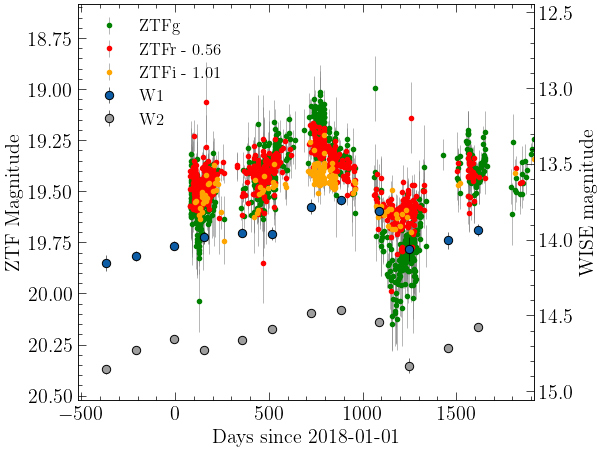 ZTFg
ZTFr - 0.56
ZTFi - 1.01
W1
W2
18.75
19.00
19.25
19.50
19.75
20.00
20.25
20.50
ZTF Magnitude
12.5
13.0
13.5
14.0
14.5
15.0
WISE magnitude
−500
0
500
1000
1500
Days since 2018-01-01